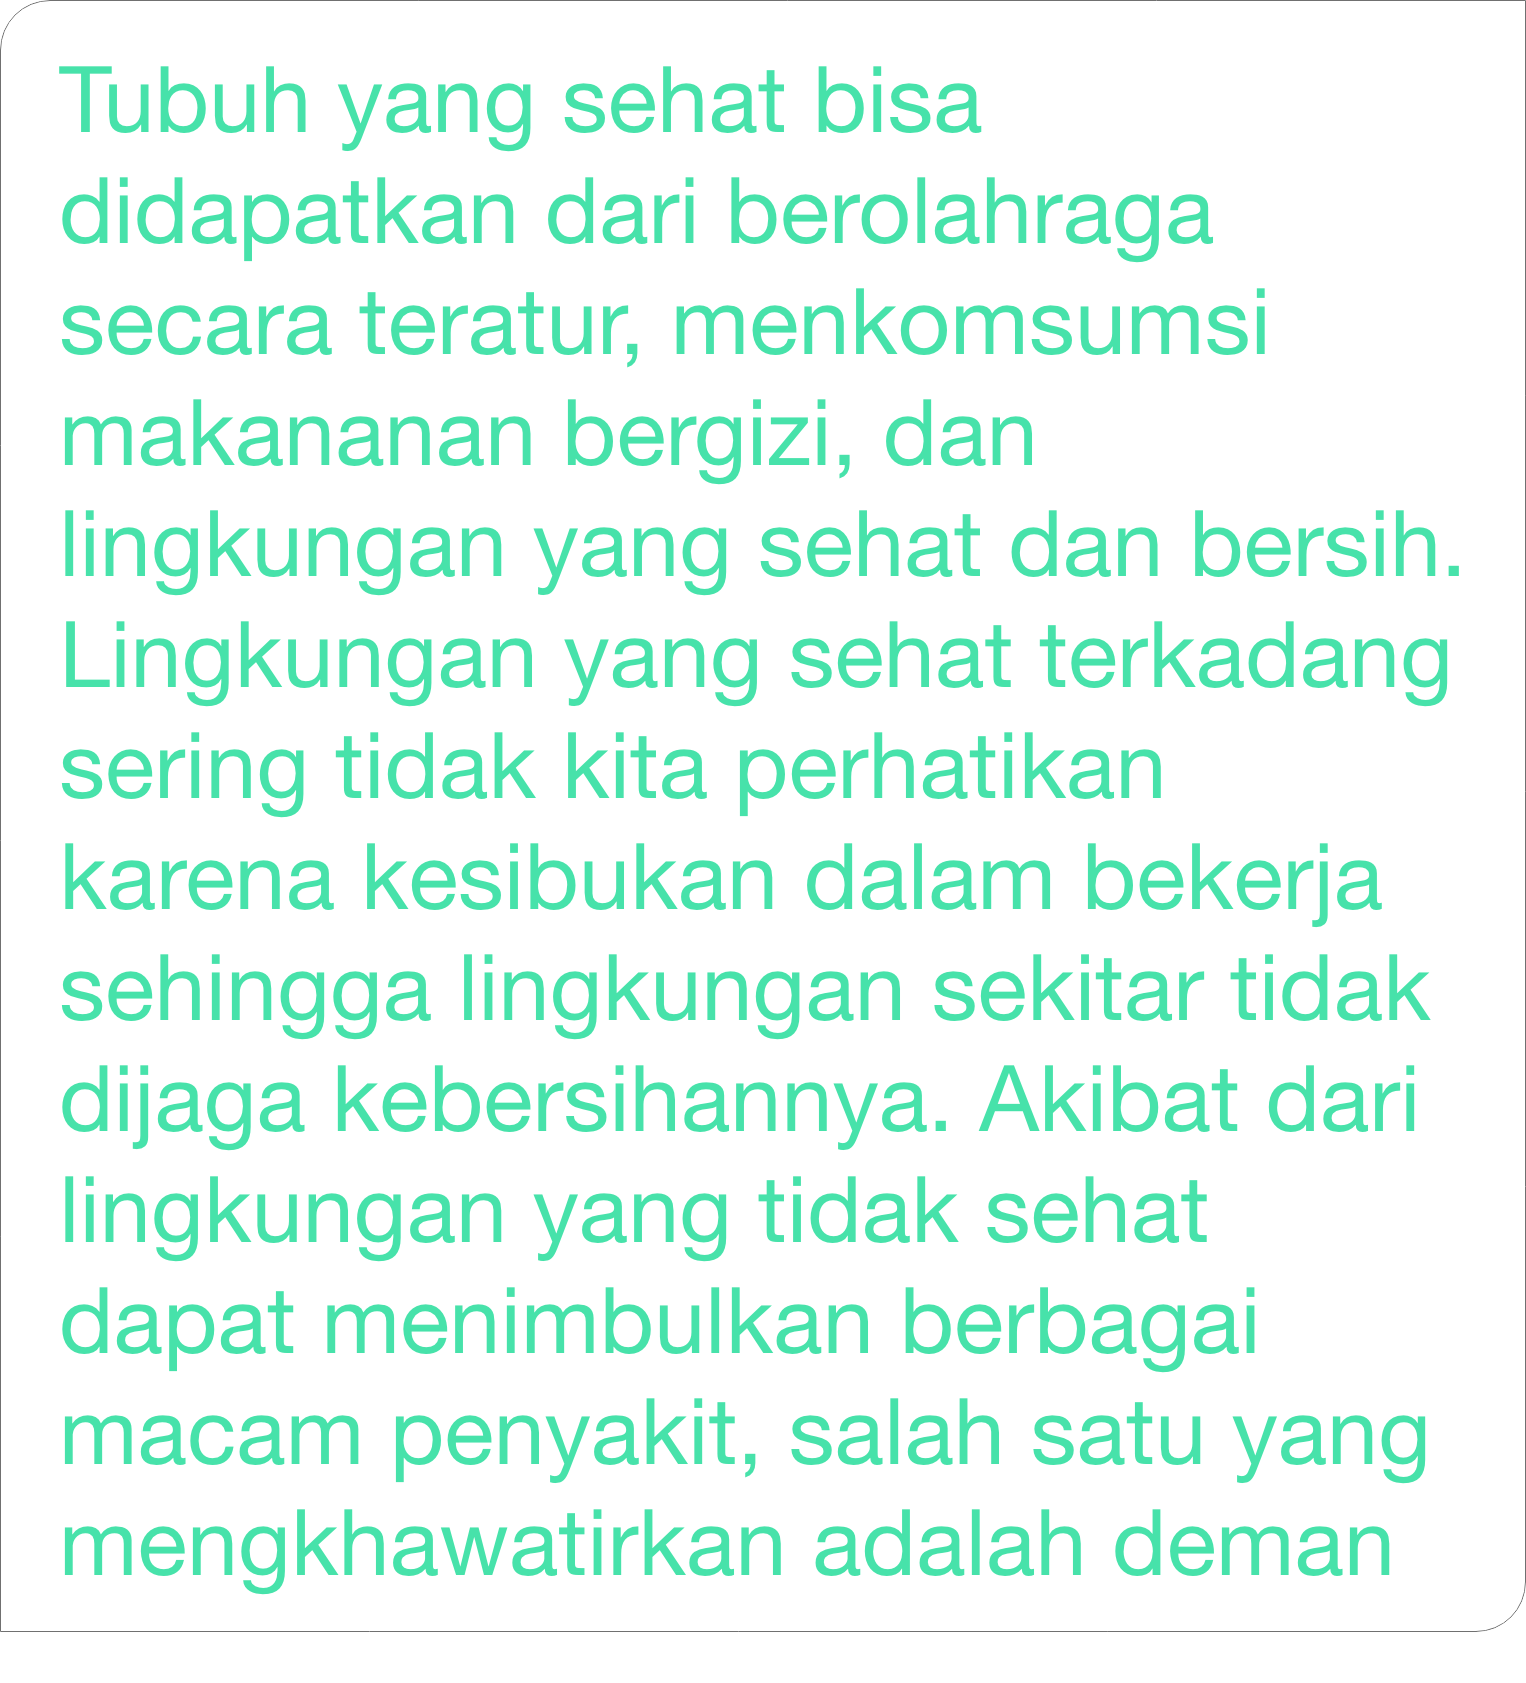 Tubuh yang sehat bisa
didapatkan dari berolahraga
secara teratur, menkomsumsi
makananan bergizi, dan
lingkungan yang sehat dan bersih.
Lingkungan yang sehat terkadang
sering tidak kita perhatikan
karena kesibukan dalam bekerja
sehingga lingkungan sekitar tidak
dijaga kebersihannya. Akibat dari
lingkungan yang tidak sehat
dapat menimbulkan berbagai
macam penyakit, salah satu yang
mengkhawatirkan adalah deman